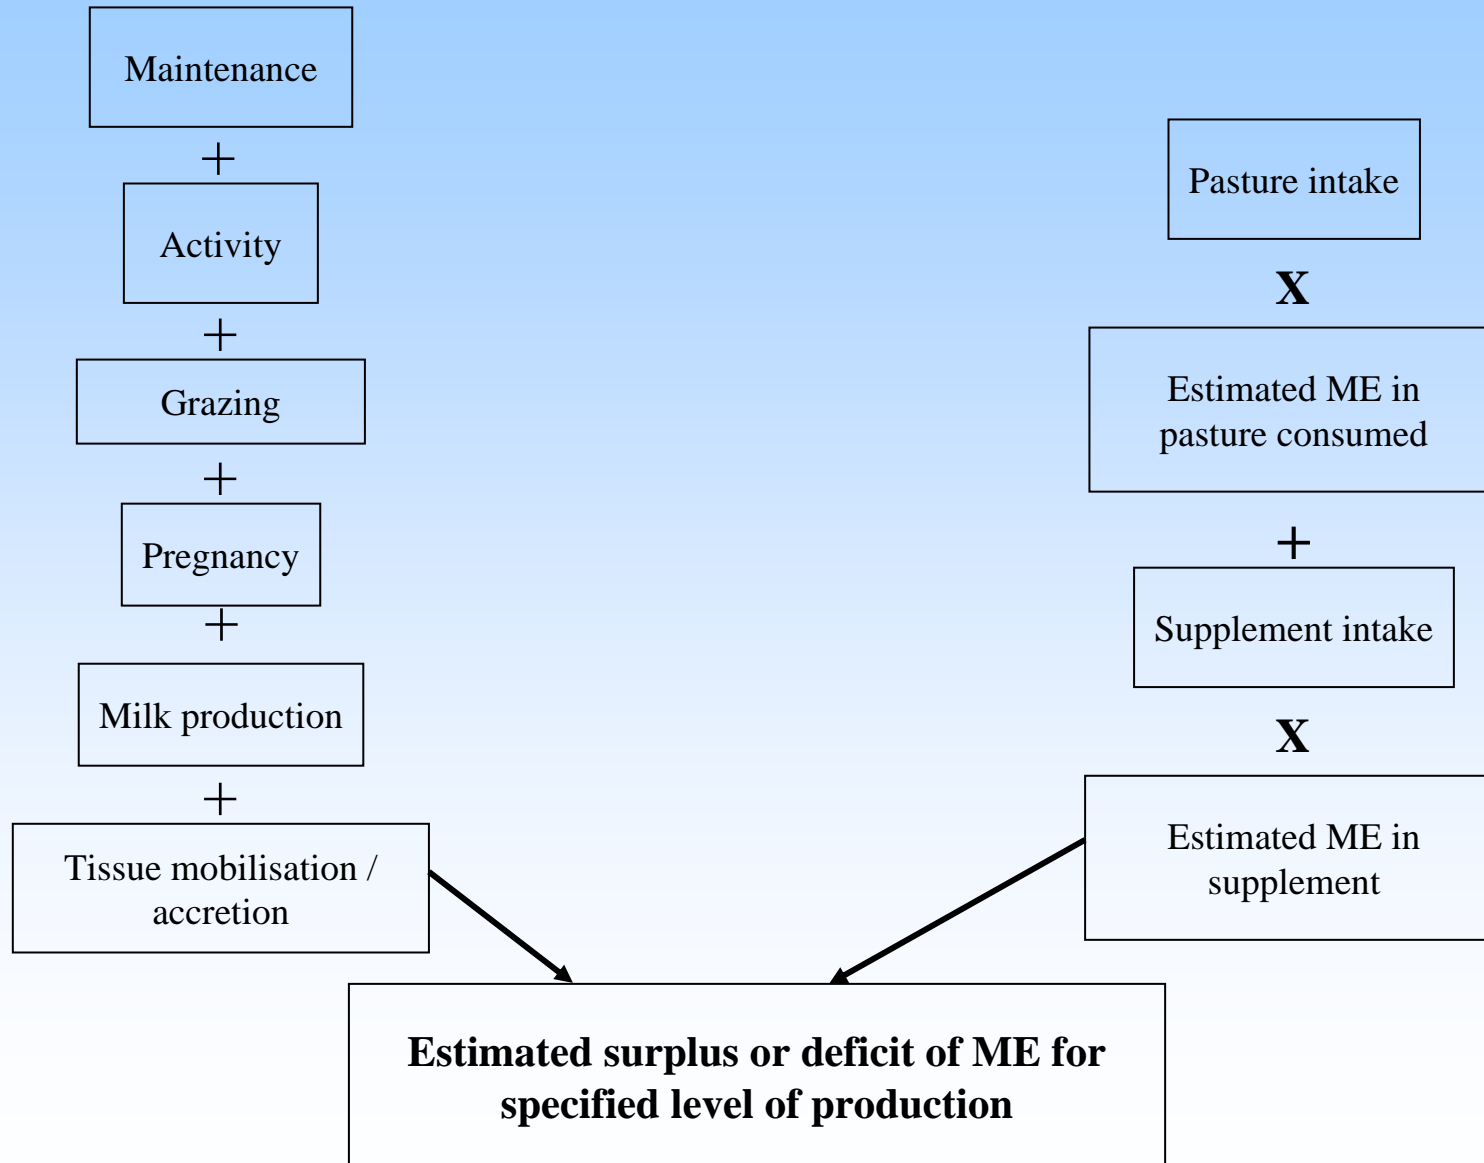 Maintenance
+
Activity
+
Grazing
+
Pregnancy
+
Milk production
+
Tissue mobilisation /
accretion
Pasture intake
X
Estimated ME in
pasture consumed
+
Supplement intake
X
Estimated ME in
supplement
Estimated surplus or deficit of ME for
specified level of production